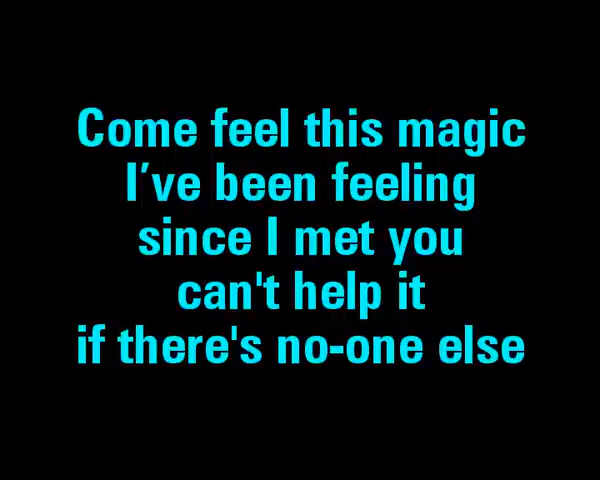 Come feel this magic
I’ve been feeling
since I met you
can't help it
if there's no-one else